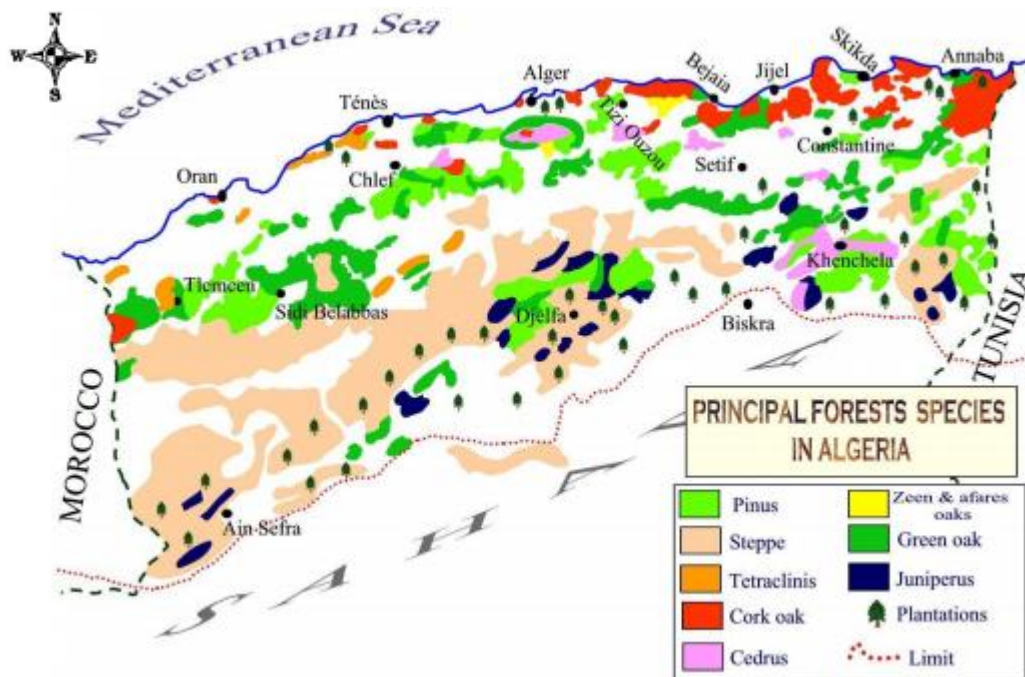 N
W E
S
Mediterranean Sea
Skikda
Annaba
Jijel
Bejaia
Alger
Ténès
Tizi Ouzou
Constantine
Setif
Chlef
Oran
Khenchela
Tlemcen
Sidi Belabbas
Djelfa
Biskra
TUNISIA
MOROCCO
Ain Sefra
SAHARA
PRINCIPAL FORESTS SPECIES
IN ALGERIA
Pinus
Zeen & afares
oaks
Steppe
Green oak
Tetraclinis
Juniperus
Cork oak
Plantations
Cedrus
Limit